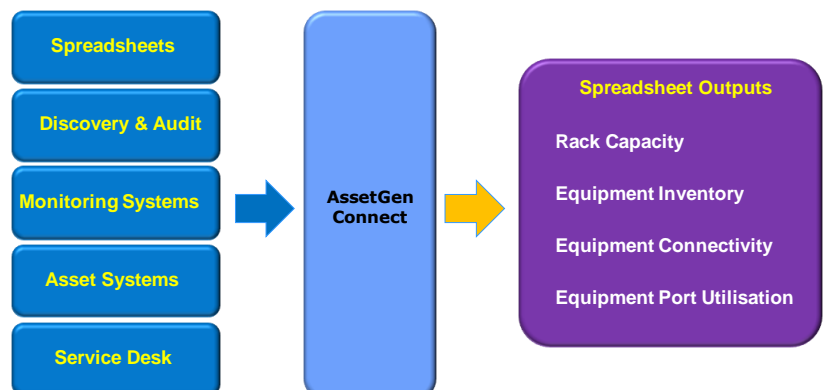 Spreadsheets
Discovery & Audit
Monitoring Systems
Asset Systems
Service Desk
AssetGen
Connect
Spreadsheet Outputs
Rack Capacity
Equipment Inventory
Equipment Connectivity
Equipment Port Utilisation